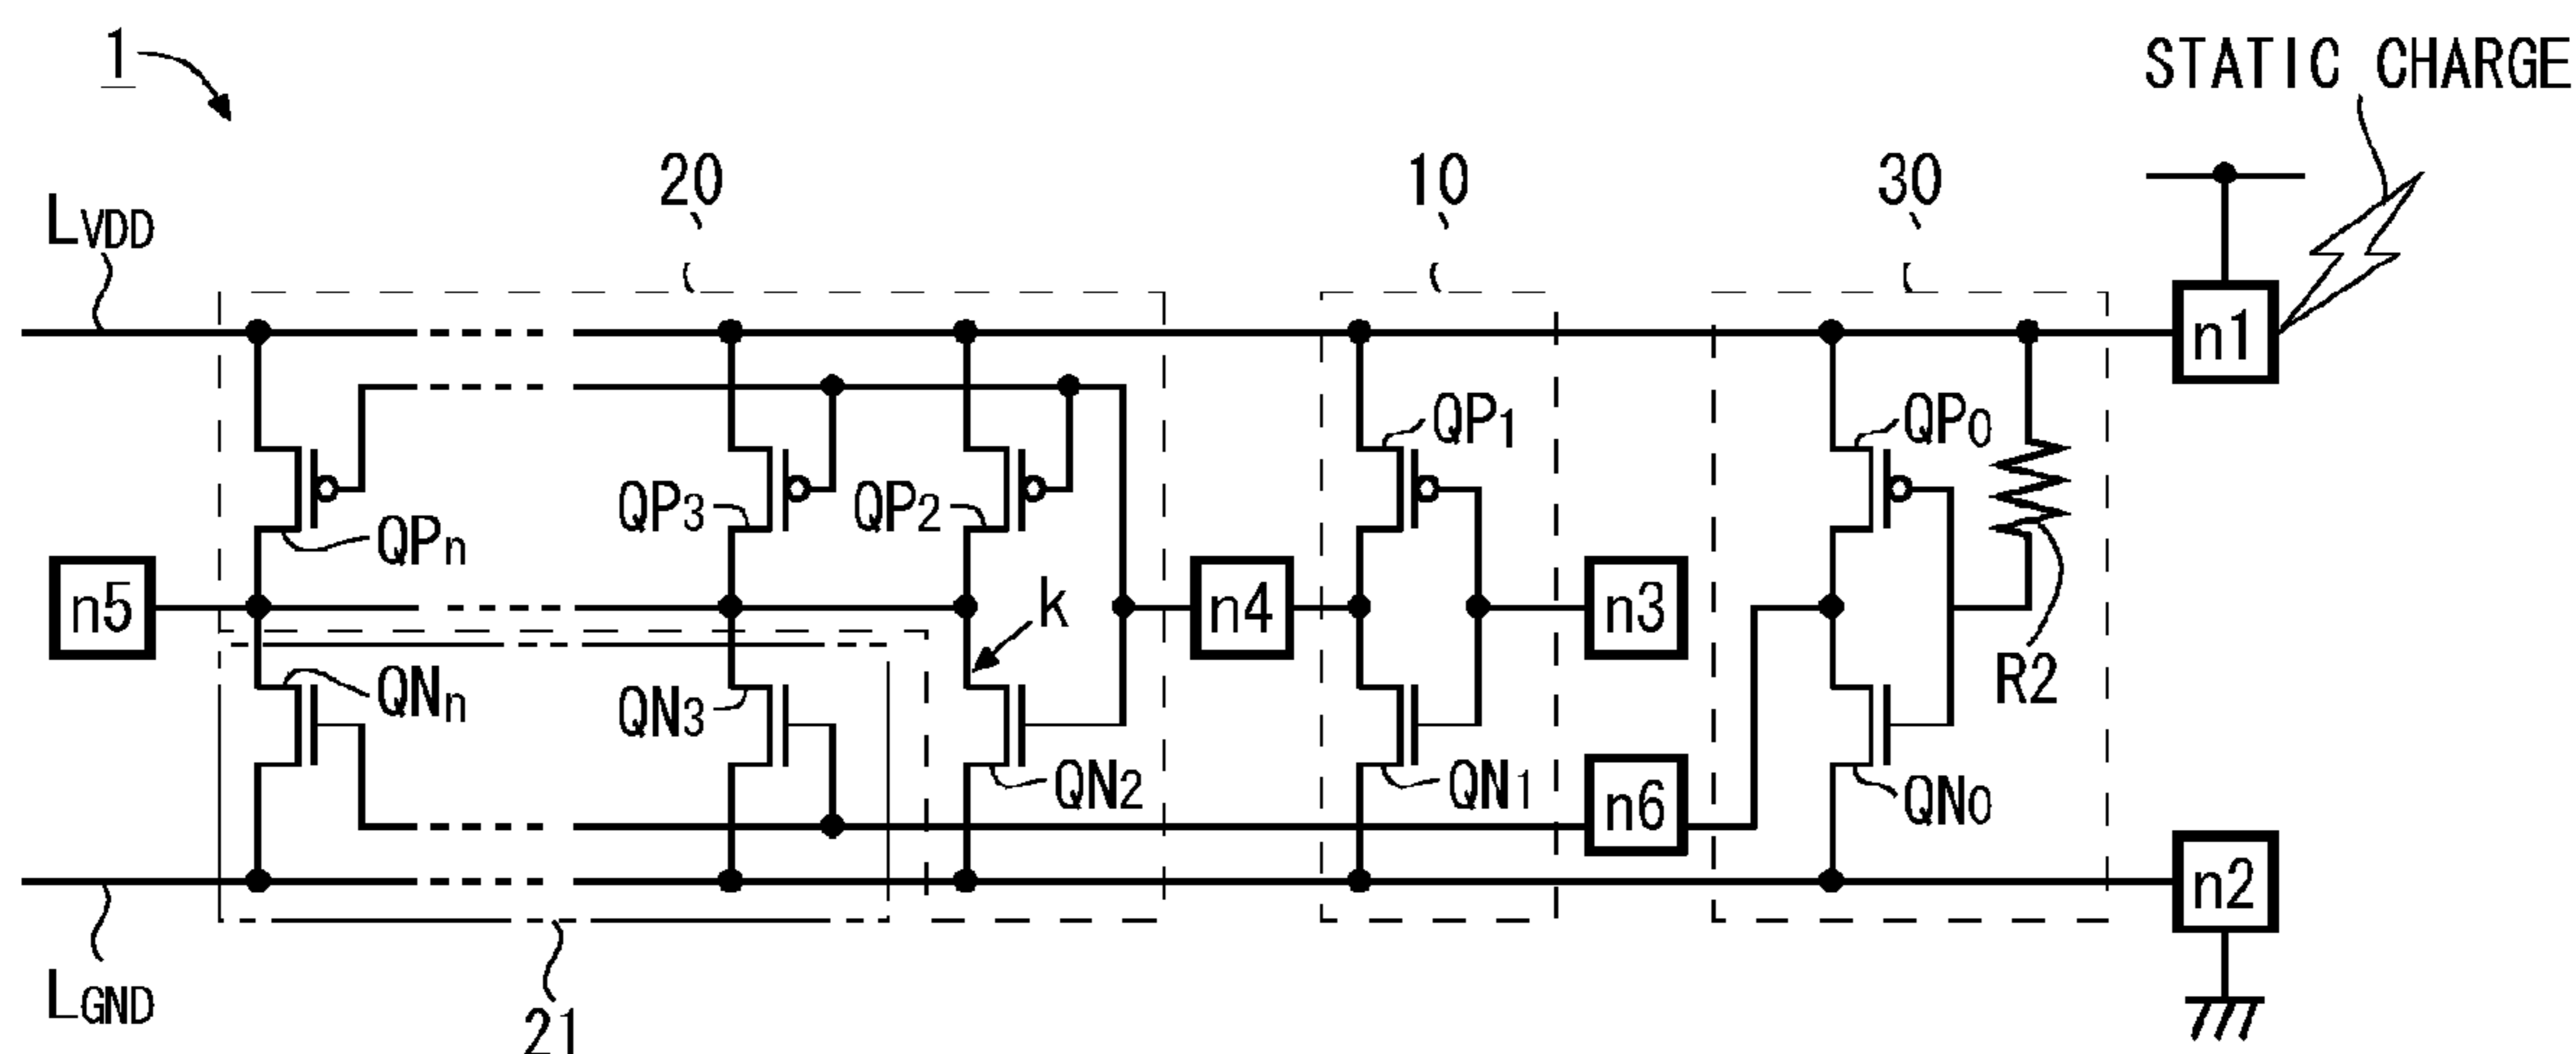 1
STATIC CHARGE
20
10
30
LVDD
n1
QP1
QP0
QP3
QP2
QPn
n5
k
n4
n3
R2
QNn
QN3
QN2
QN1
n6
QN0
n2
LGND
21